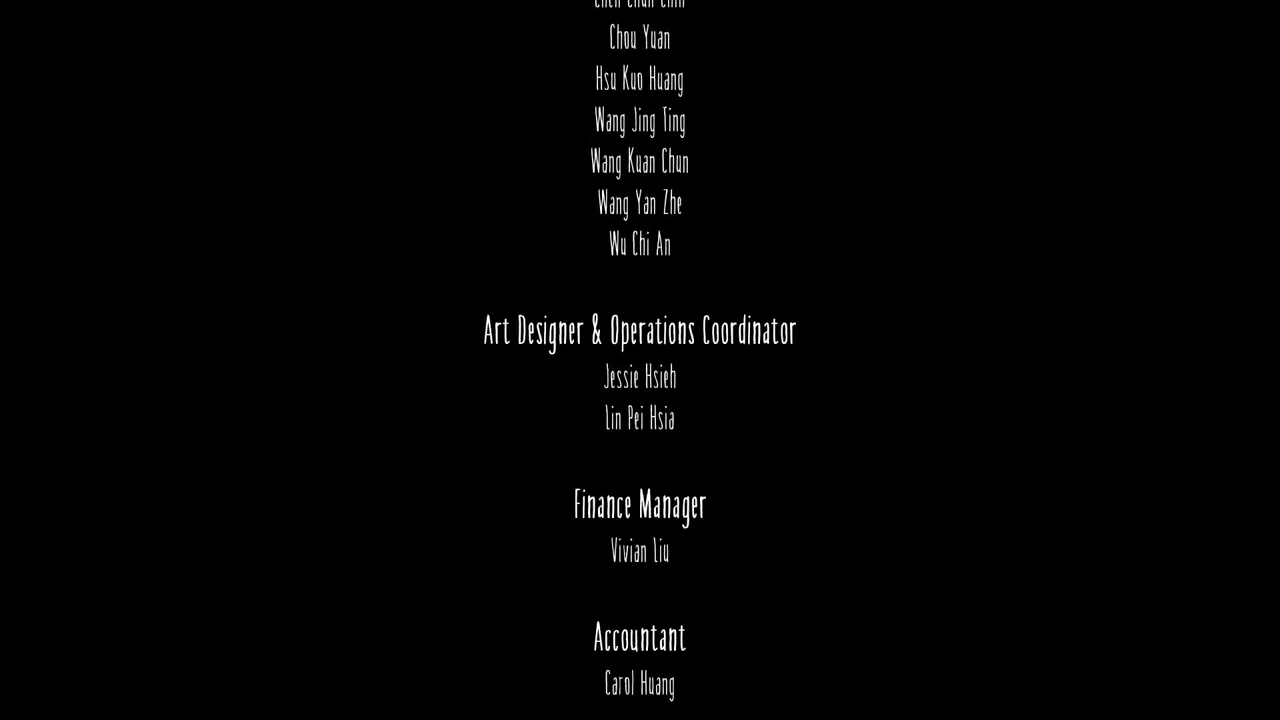 Chou Yuan
Hsu Kuo Huang
Wang Jing Ting
Wang Kuan Chun
Wang Yan Zhe
Wu Chi An
Art Designer & Operations Coordinator
Jessie Hsieh
Lin Pei Hsia
Finance Manager
Vivian Liu
Accountant
Carol Huang